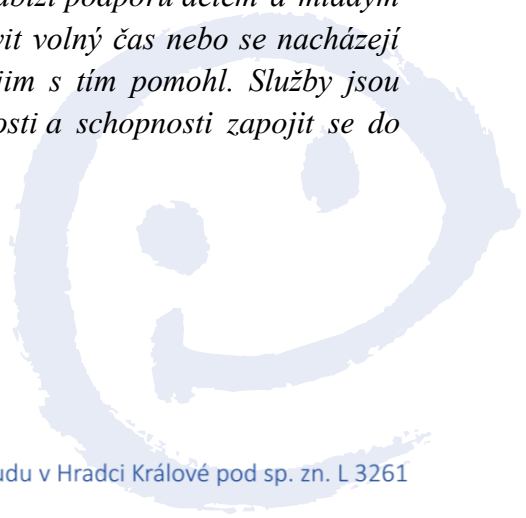 podporu dětem a mladým
vit volný čas nebo se nacházejí
jim s tím pomohl. Služby jsou
osti a schopnosti zapojit se do
udu v Hradci Králové pod sp. zn. L 3261